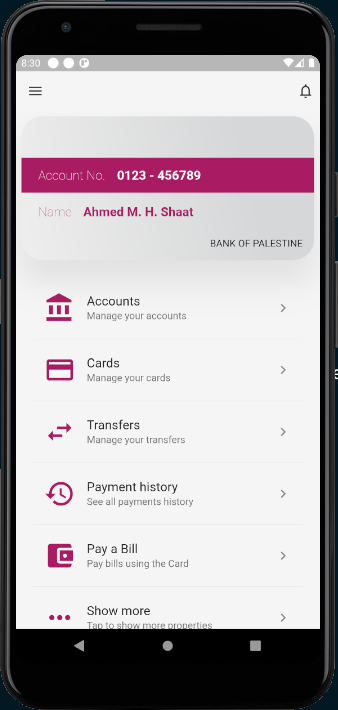 8:30
Account No. 0123 - 456789
Name Ahmed M. H. Shaat
BANK OF PALESTINE
Accounts
Manage your accounts
Cards
Manage your cards
Transfers
Manage your transfers
Payment history
See all payments history
Pay a Bill
Pay bills using the Card
Show more
Tap to show more properties